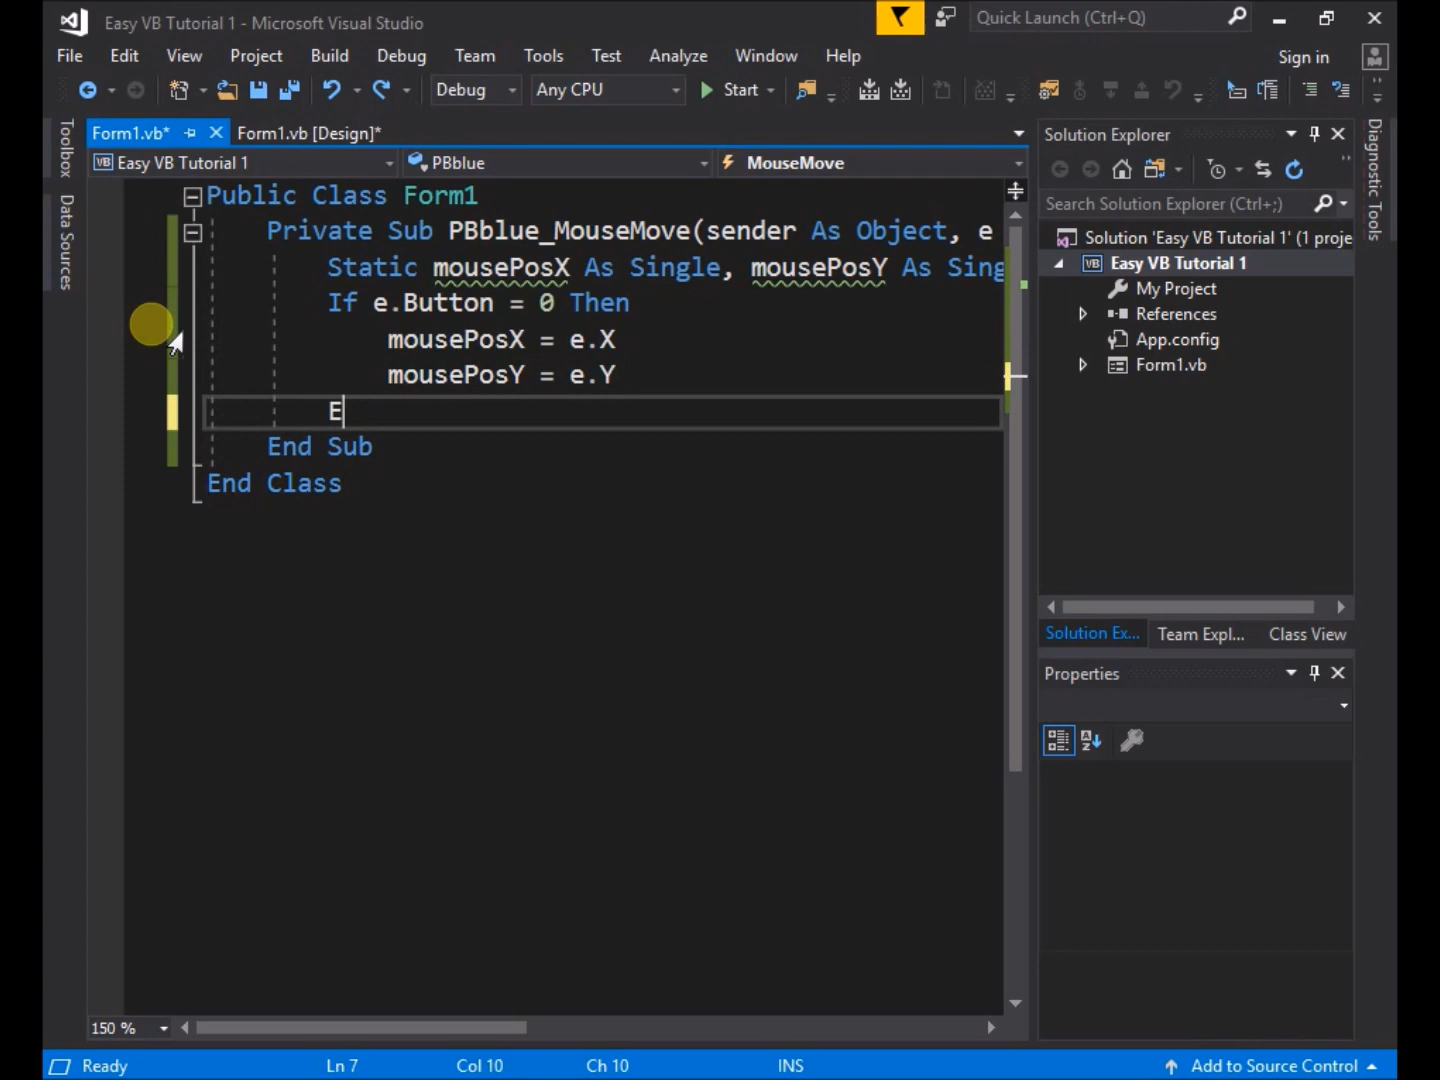 Easy VB Tutorial 1 - Microsoft Visual Studio
Quick Launch (Ctrl+Q)
File Edit View Project Build Debug Team Tools Test Analyze Window Help
Sign in
Debug Any CPU Start
Toolbox
Data Sources
Form1.vb* Form1.vb [Design]*
Easy VB Tutorial 1 PBblue MouseMove
Public Class Form1
Private Sub PBblue_MouseMove(sender As Object, e
Static mousePosX As Single, mousePosY As Sing
If e.Button = 0 Then
mousePosX = e.X
mousePosY = e.Y
E
End Sub
End Class
150 %
Solution Explorer
Search Solution Explorer (Ctrl+;)
Solution 'Easy VB Tutorial 1' (1 proje
VB Easy VB Tutorial 1
My Project
References
App.config
Form1.vb
Solution Ex... Team Expl... Class View
Properties
Diagnostic Tools
Ready Ln 7 Col 10 Ch 10 INS Add to Source Control